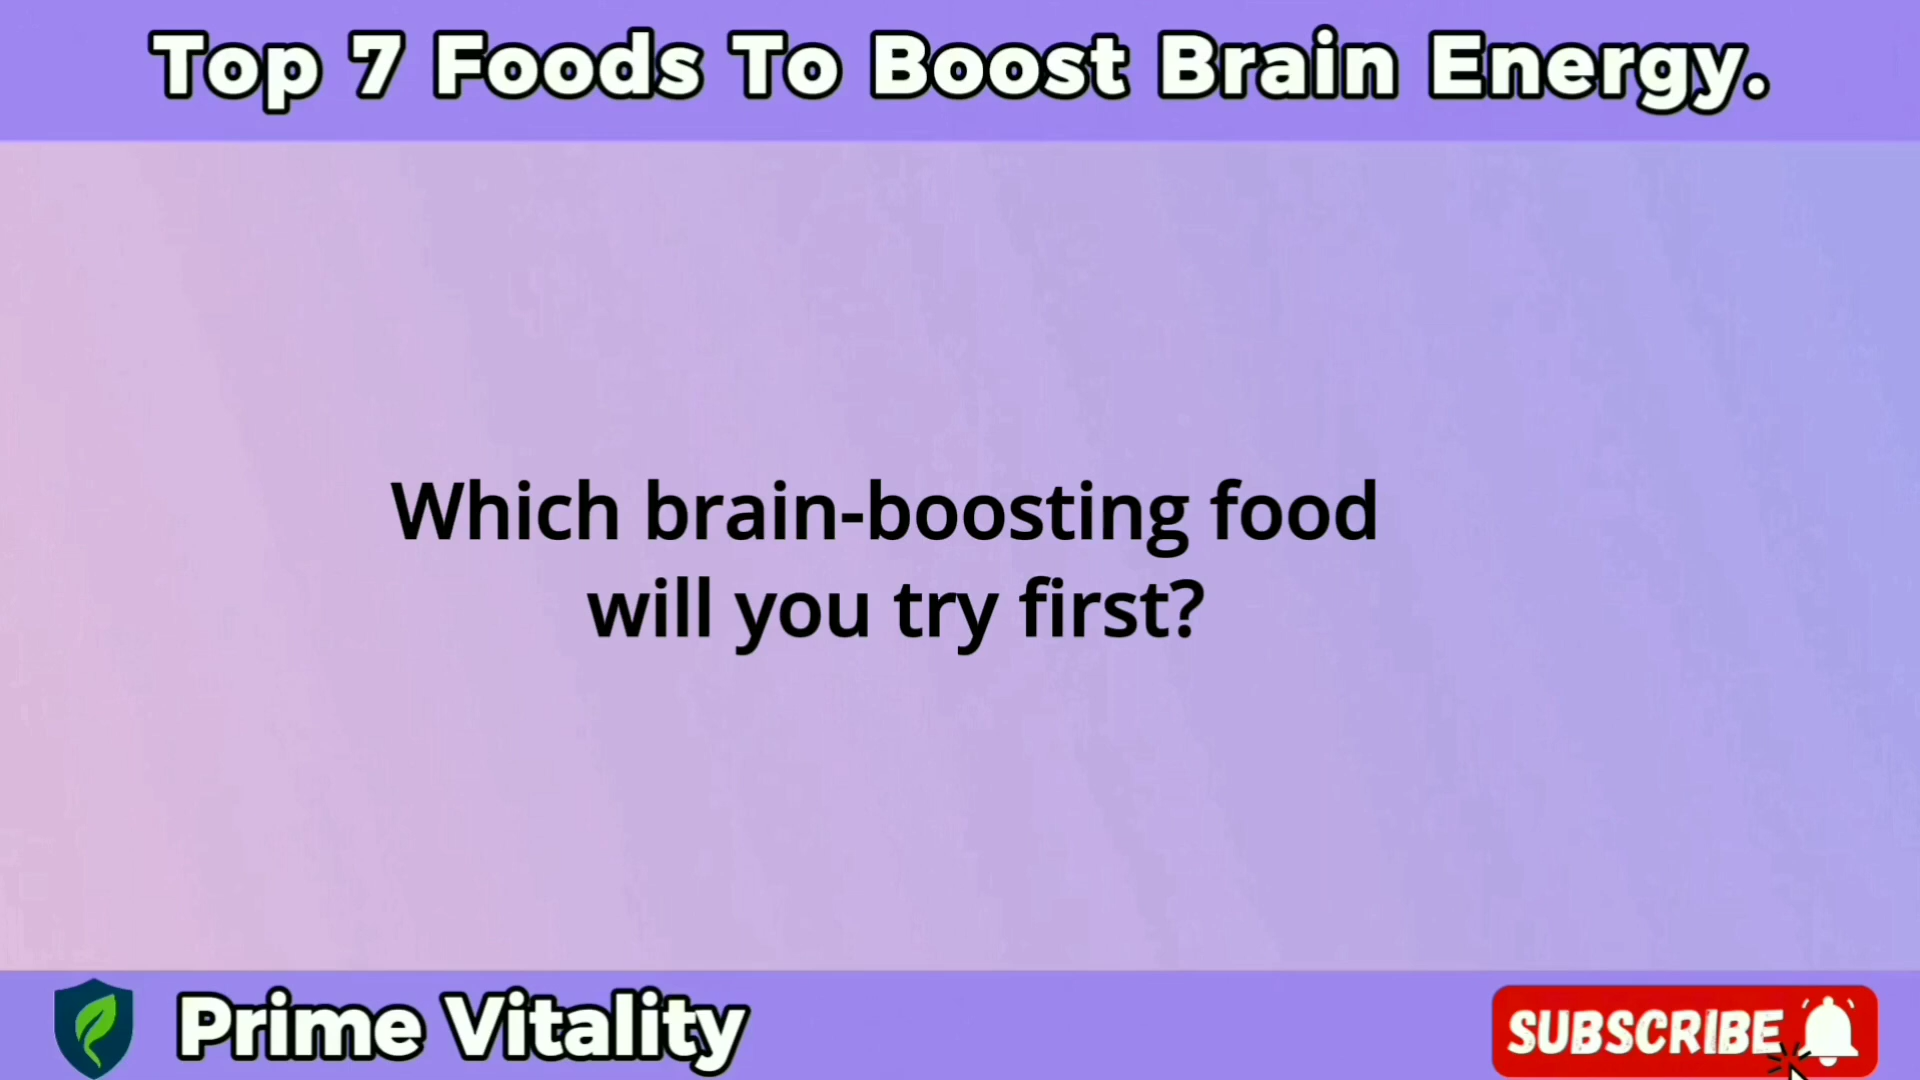 Top 7 Foods To Boost Brain Energy.
Which brain-boosting food
will you try first?
Prime Vitality
SUBSCRIBE